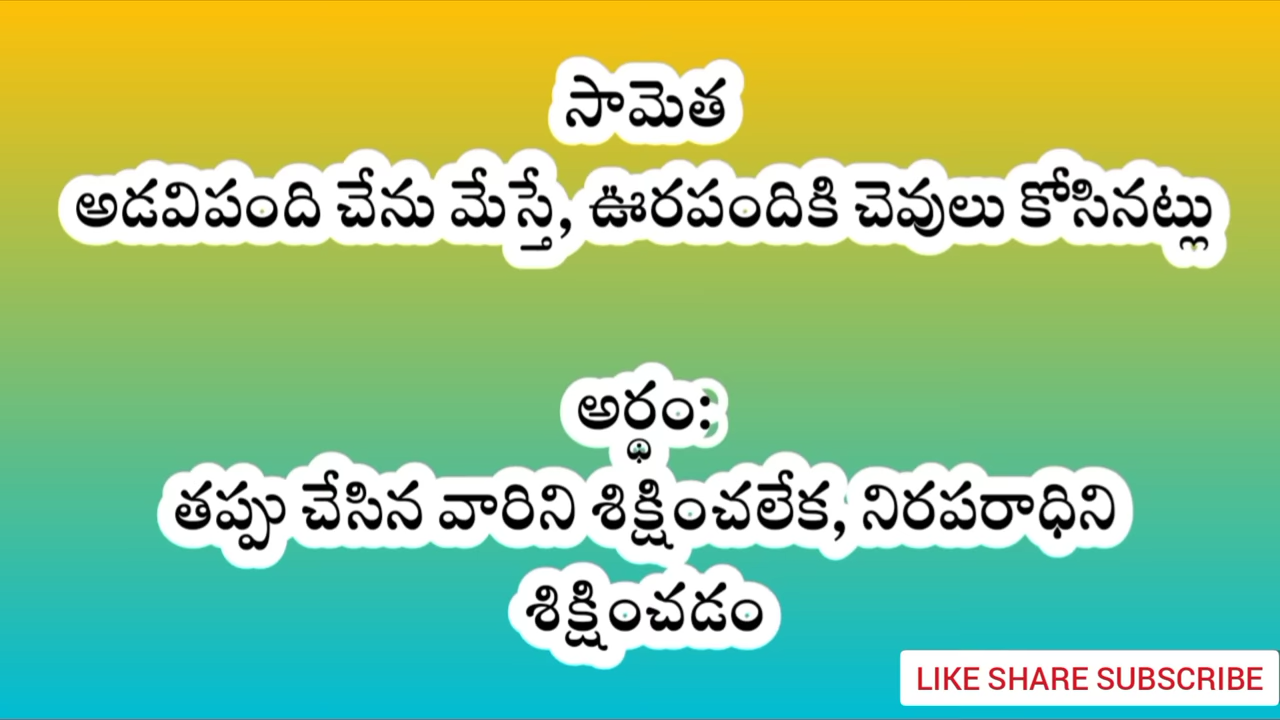 సామెత
అడవిపంది చేను మేస్తే, ఊరపందికి చెవులు కోసినట్లు
అర్థం:
తప్పు చేసిన వారిని శిక్షించలేక, నిరపరాధిని
శిక్షించడం
LIKE SHARE SUBSCRIBE